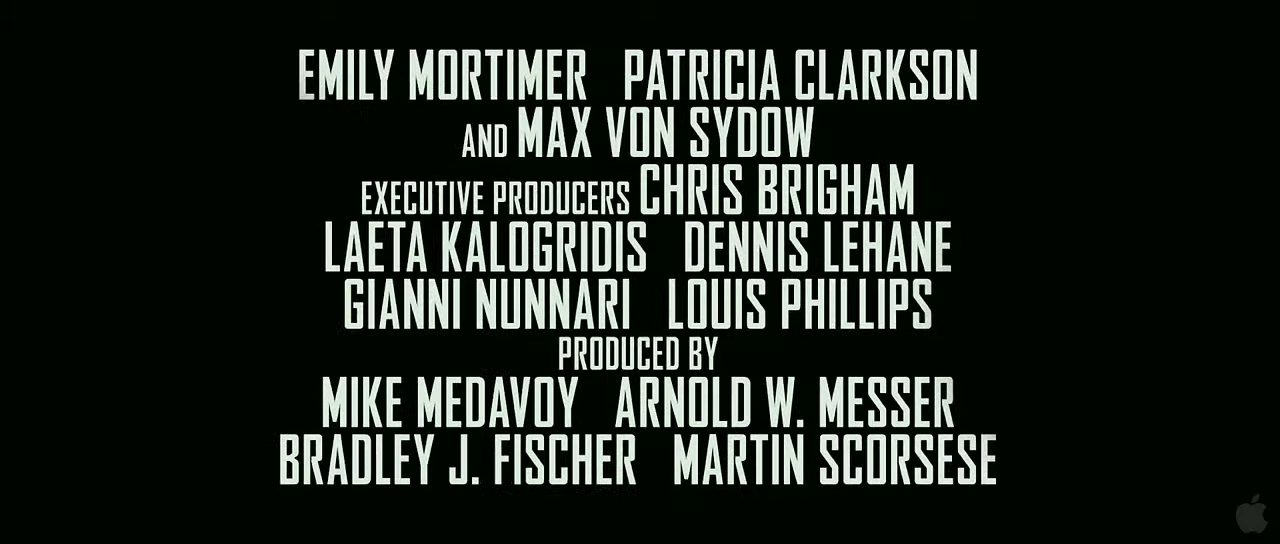 EMILY MORTIMER PATRICIA CLARKSON
AND MAX VON SYDOW
EXECUTIVE PRODUCERS CHRIS BRIGHAM
LAETA KALOGRIDIS DENNIS LEHANE
GIANNI NUNNARI LOUIS PHILLIPS
PRODUCED BY
MIKE MEDAVOY ARNOLD W. MESSER
BRADLEY J. FISCHER MARTIN SCORSESE